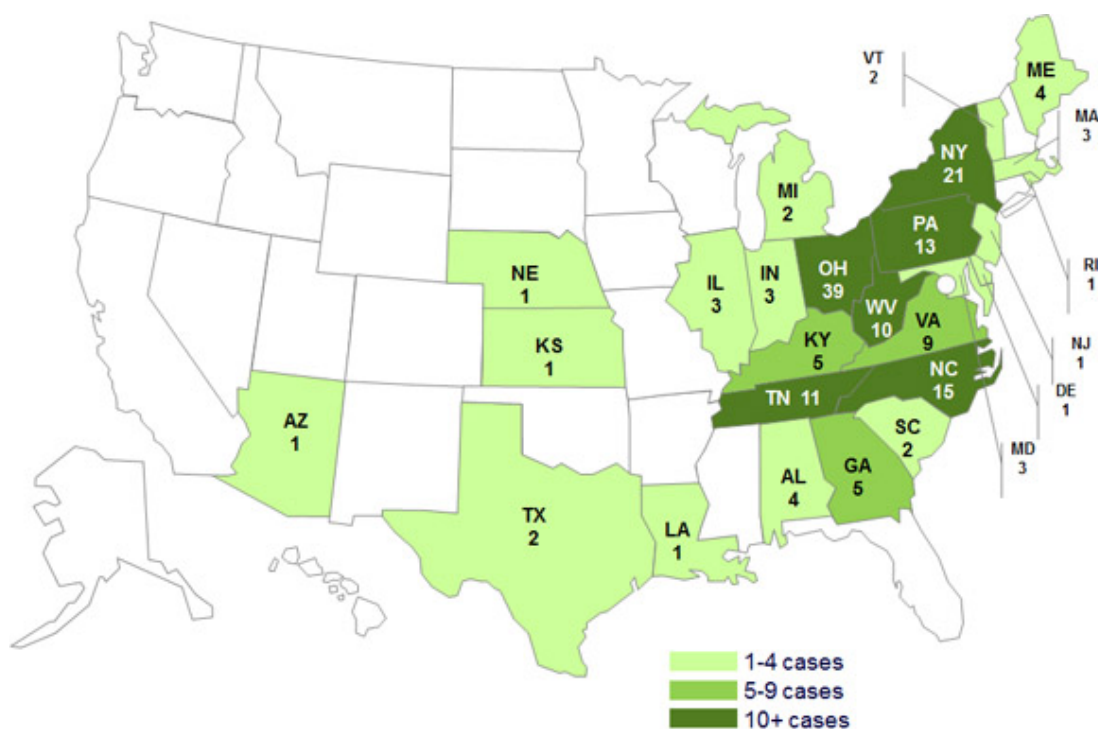 VT
2
ME
4
MA
3
NY
21
MI
2
PA
13
RI
1
NE
1
IL
3
IN
3
OH
39
WV
10
VA
9
NJ
1
KS
1
KY
5
NC
15
DE
1
TN 11
AZ
1
SC
2
MD
3
AL
4
GA
5
TX
2
LA
1
1-4 cases
5-9 cases
10+ cases